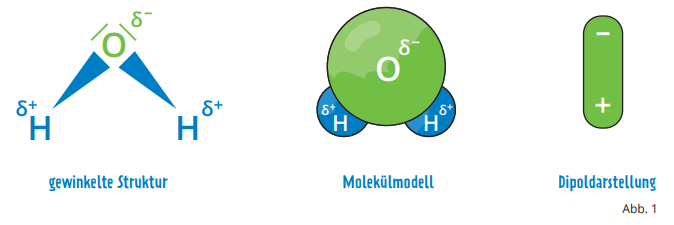 δ−
O
δ+ δ+
H H
gewinkelte Struktur
δ−
O
δ+ δ+
H H
Molekülmodell
−
+
Dipoldarstellung
Abb. 1